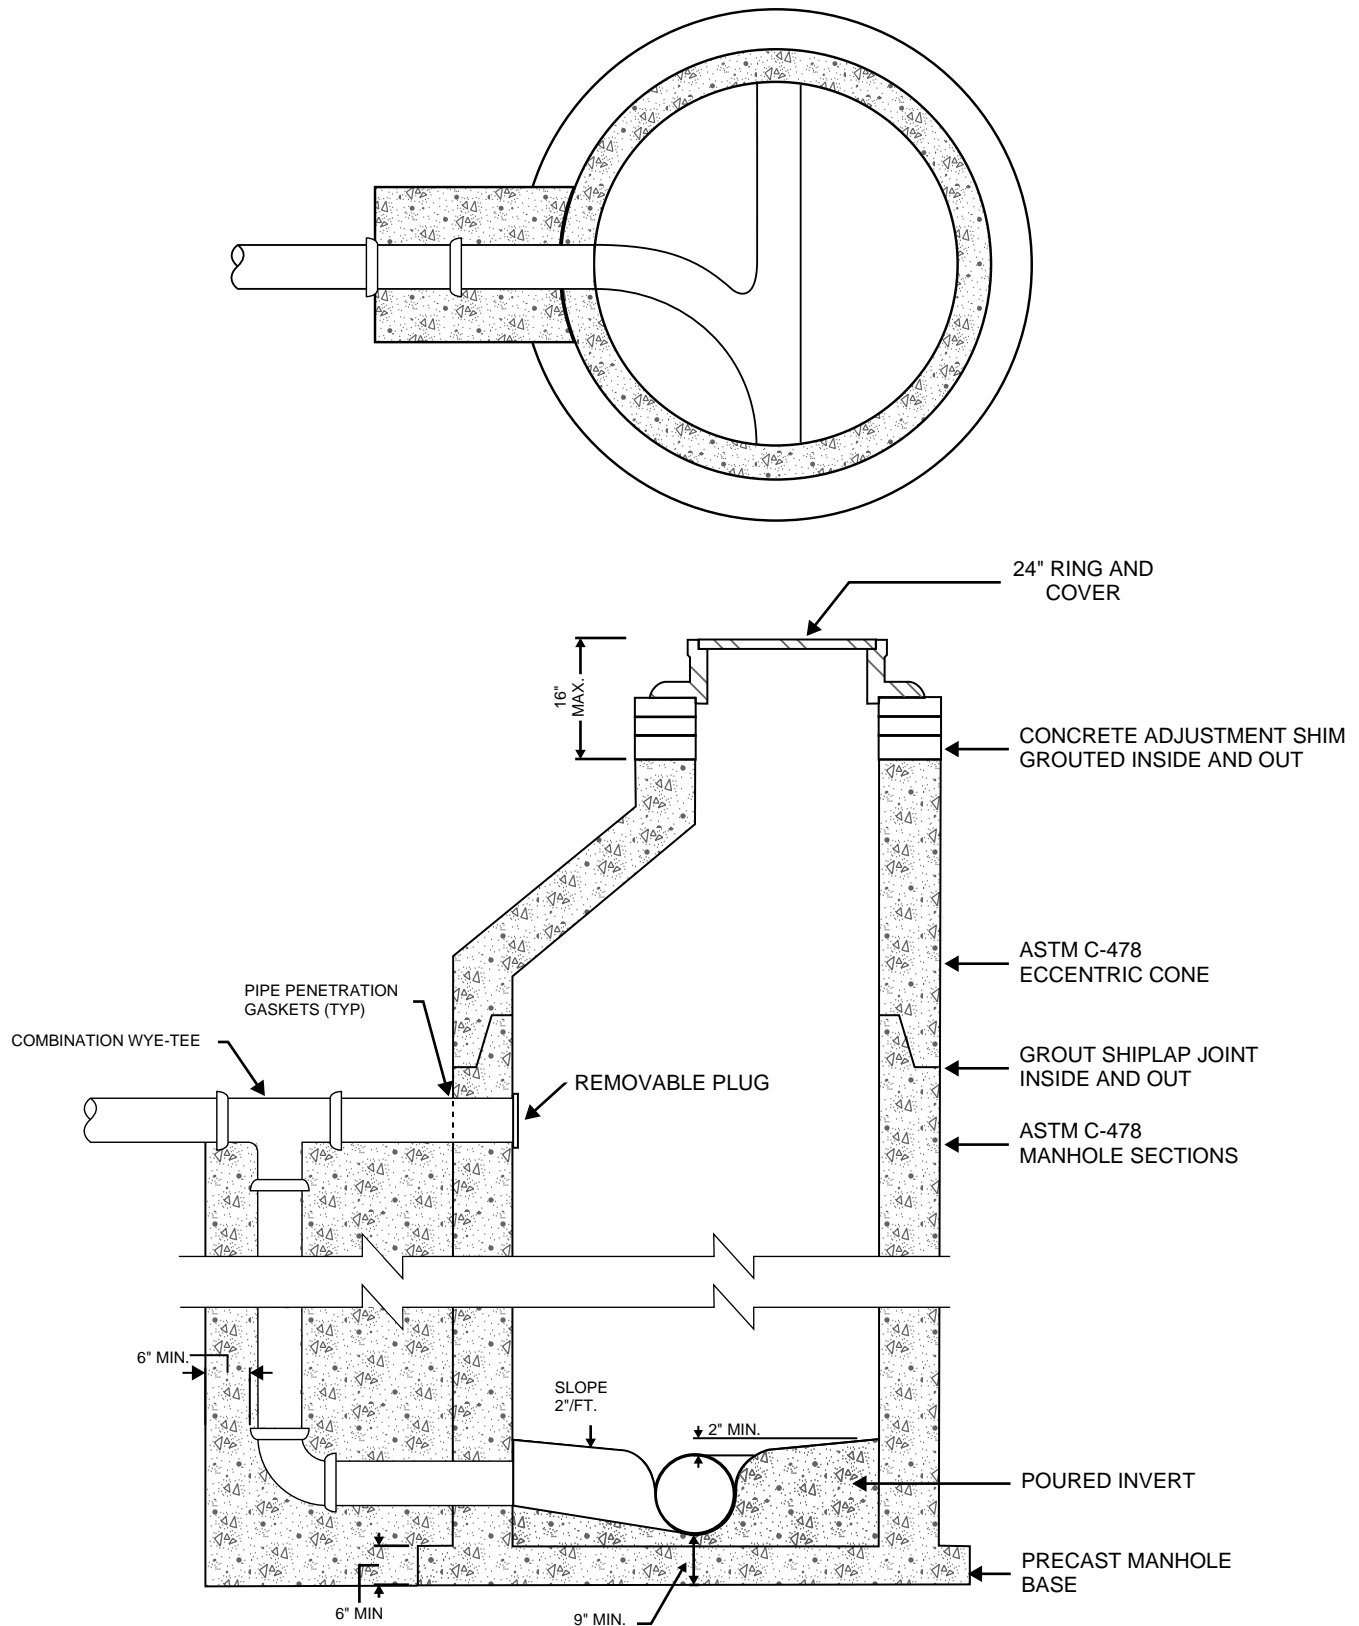 24" RING AND
COVER
16"
MAX.
CONCRETE ADJUSTMENT SHIM
GROUTED INSIDE AND OUT
ASTM C-478
ECCENTRIC CONE
PIPE PENETRATION
GASKETS (TYP)
COMBINATION WYE-TEE
GROUT SHIPLAP JOINT
INSIDE AND OUT
REMOVABLE PLUG
ASTM C-478
MANHOLE SECTIONS
6" MIN.
SLOPE
2"/FT.
2" MIN.
POURED INVERT
PRECAST MANHOLE
BASE
6" MIN
9" MIN.